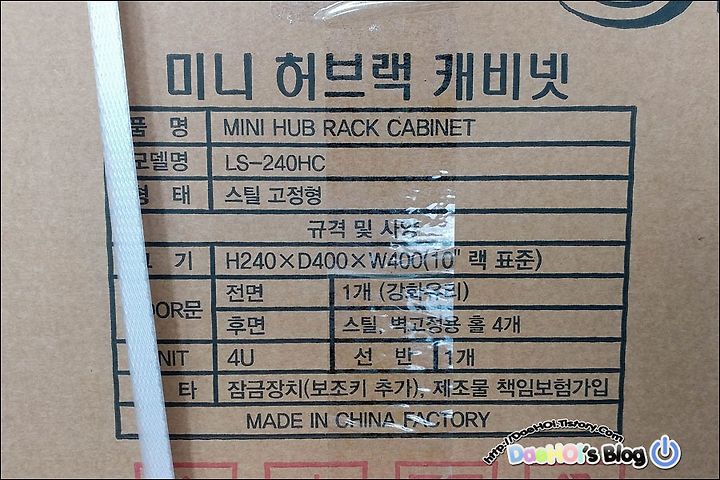 미니 허브랙 캐비넷
품 명 MINI HUB RACK CABINET
모델명 LS-240HC
형 태 스틸 고정형
규격 및 사양
기 H240×D400×W400(10" 랙 표준)
DOOR문 전면 1개 (강화유리)
후면 스틸, 벽고정용 홀 4개
UNIT 4U 선 반 1개
타 잠금장치(보조키 추가), 제조물 책임보험가입
MADE IN CHINA FACTORY
http://DaeHOI.Tistory.com
DaeHOI's Blog